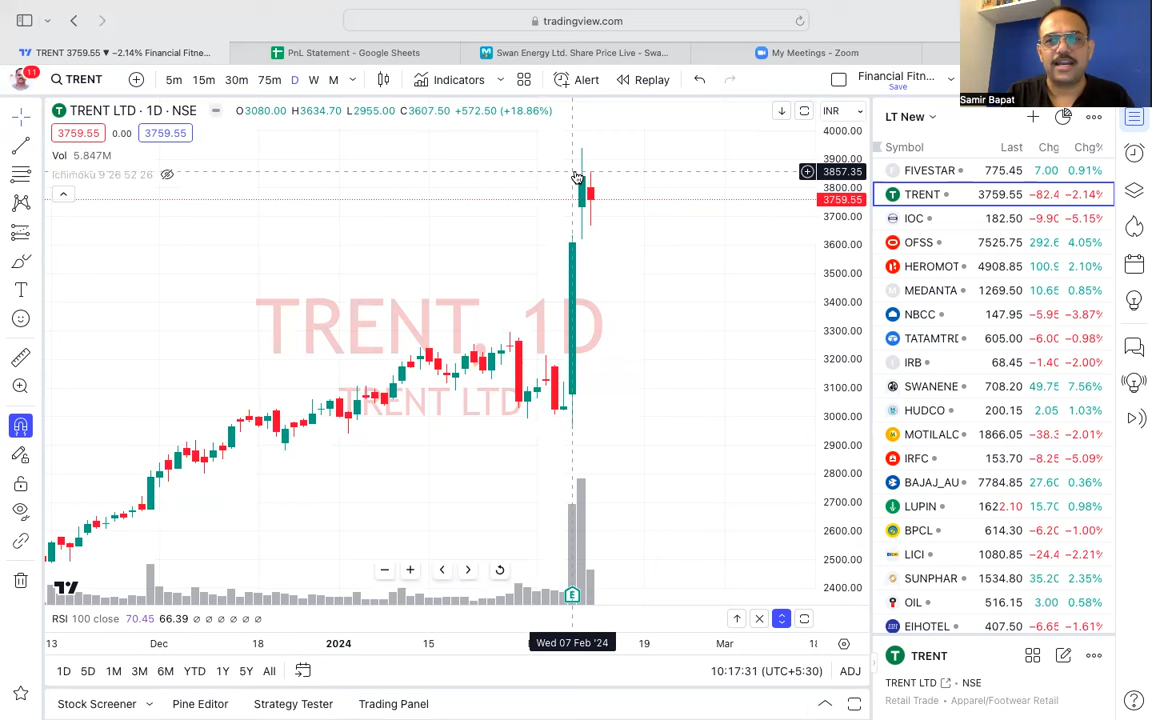 tradingview.com
TRENT 3759.55 ▼ −2.14% Financial Fitne...
PnL Statement - Google Sheets
Swan Energy Ltd. Share Price Live - Swa...
My Meetings - Zoom
Samir Bapat
11
TRENT
5m 15m 30m 75m D W M
Indicators
Alert
Replay
Financial Fitn...
Save
TRENT LTD · 1D · NSE
O3080.00 H3634.70 L2955.00 C3607.50 +572.50 (+18.86%)
INR
3759.55 0.00 3759.55
Vol 5.847M
Ichimoku 9 26 52 26
4000.00
3900.00
3857.35
3800.00
3759.55
3700.00
3600.00
3500.00
3400.00
3300.00
3200.00
3100.00
3000.00
2900.00
2800.00
2700.00
2600.00
2500.00
2400.00
TRENT, 1D
TRENT LTD
E
RSI 100 close 70.45 66.39 ∅ ∅ ∅ ∅ ∅ ∅
13 Dec 18 2024 15 Wed 07 Feb '24 19 Mar 18
1D 5D 1M 3M 6M YTD 1Y 5Y All
10:17:31 (UTC+5:30) ADJ
Stock Screener Pine Editor Strategy Tester Trading Panel
LT New
Symbol Last Chg Chg%
FIVESTAR 775.45 7.00 0.91%
TRENT 3759.55 −82.4 −2.14%
IOC 182.50 −9.90 −5.15%
OFSS 7525.75 292.6 4.05%
HEROMOT 4908.85 100.9 2.10%
MEDANTA 1269.50 10.65 0.85%
NBCC 147.95 −5.95 −3.87%
TATAMTRD 605.00 −6.00 −0.98%
IRB 68.45 −1.40 −2.00%
SWANENE 708.20 49.75 7.56%
HUDCO 200.15 2.05 1.03%
MOTILALO 1866.05 −38.3 −2.01%
IRFC 153.70 −8.25 −5.09%
BAJAJ_AU 7784.85 27.60 0.36%
LUPIN 1622.10 15.70 0.98%
BPCL 614.30 −6.20 −1.00%
LICI 1080.85 −24.4 −2.21%
SUNPHAR 1534.80 35.20 2.35%
OIL 516.15 3.00 0.58%
EIHOTEL 407.50 −6.65 −1.61%
TRENT
TRENT LTD · NSE
Retail Trade · Apparel/Footwear Retail